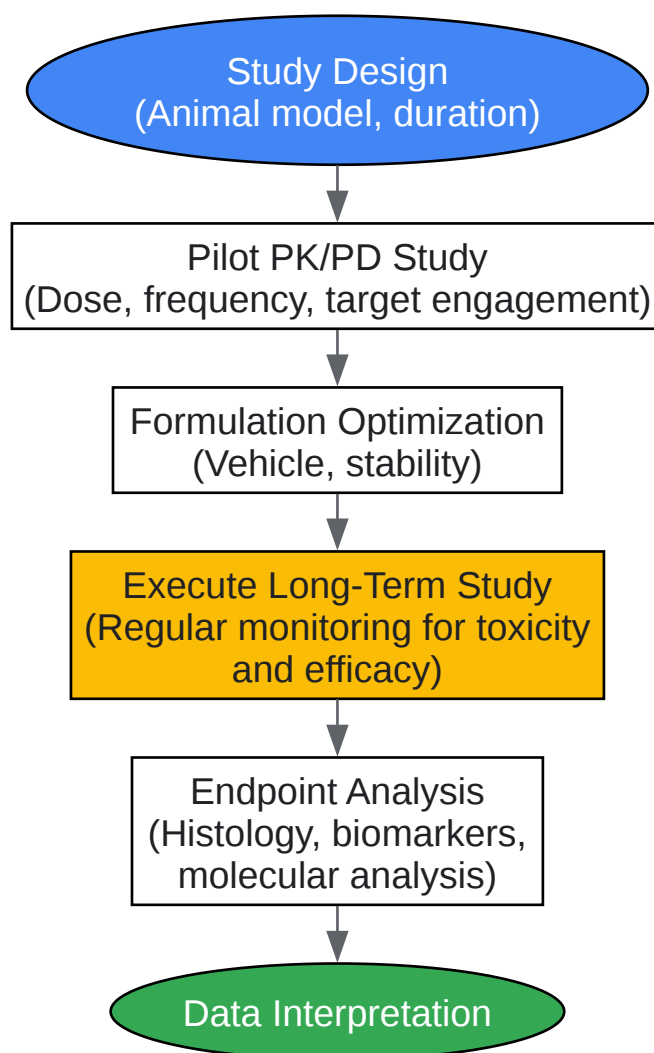 Study Design
(Animal model, duration)
Pilot PK/PD Study
(Dose, frequency, target engagement)
Formulation Optimization
(Vehicle, stability)
Execute Long-Term Study
(Regular monitoring for toxicity
and efficacy)
Endpoint Analysis
(Histology, biomarkers,
molecular analysis)
Data Interpretation